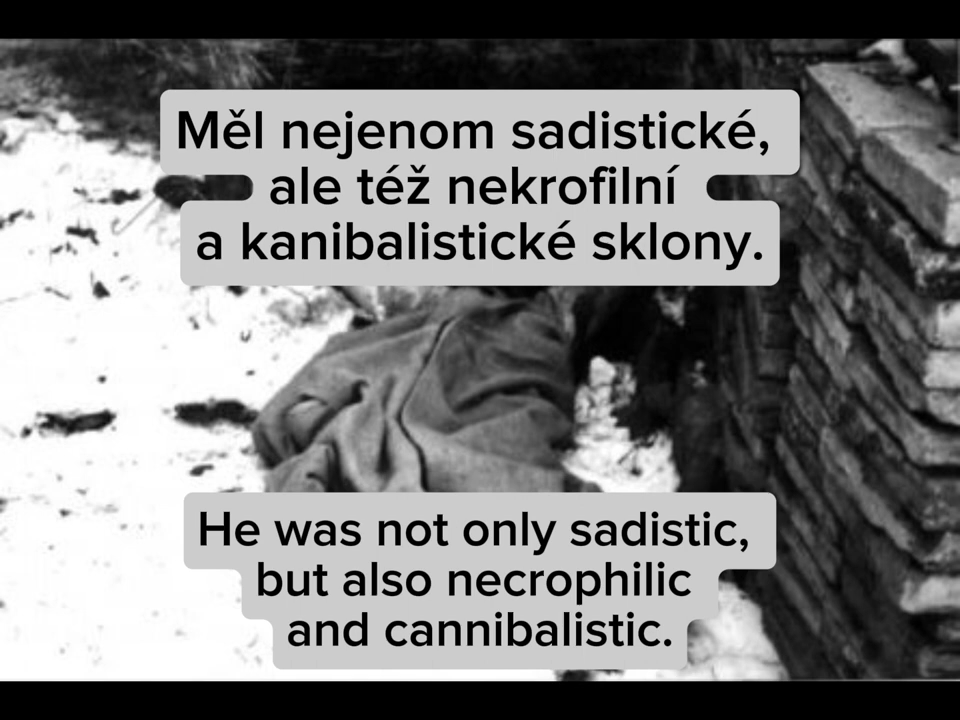 Měl nejenom sadistické,
ale též nekrofilní
a kanibalistické sklony.
He was not only sadistic,
but also necrophilic
and cannibalistic.